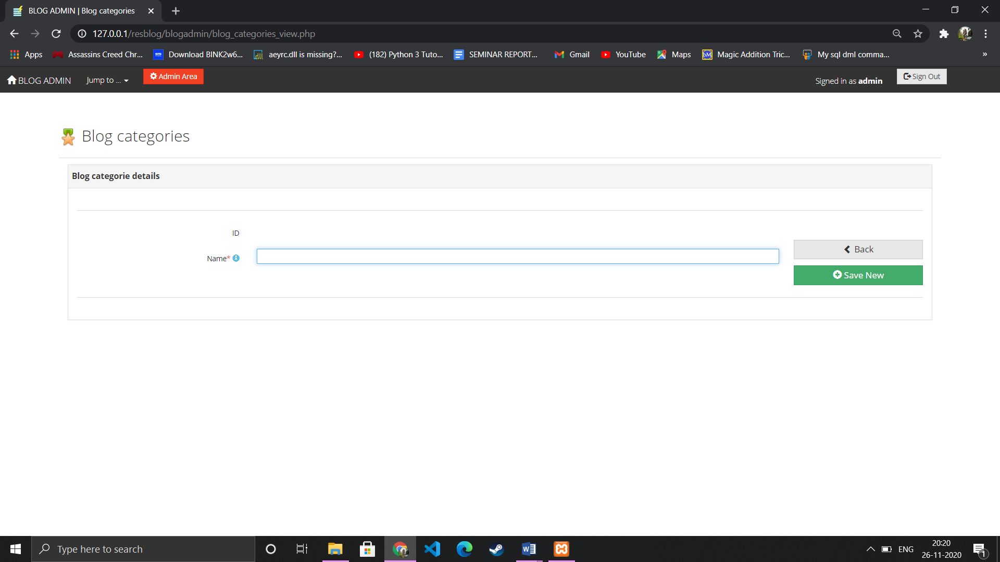 BLOG ADMIN | Blog categories
127.0.0.1/resblog/blogadmin/blog_categories_view.php
Apps Assassins Creed Chr... Download BINK2w6... aeyrc.dll is missing?... (182) Python 3 Tuto... SEMINAR REPORT... Gmail YouTube Maps Magic Addition Tric... My sql dml comma... »
BLOG ADMIN Jump to ... Admin Area Signed in as admin Sign Out
Blog categories
Blog categorie details
ID
Name*
Back
Save New
Type here to search
ENG
20:20
26-11-2020
1